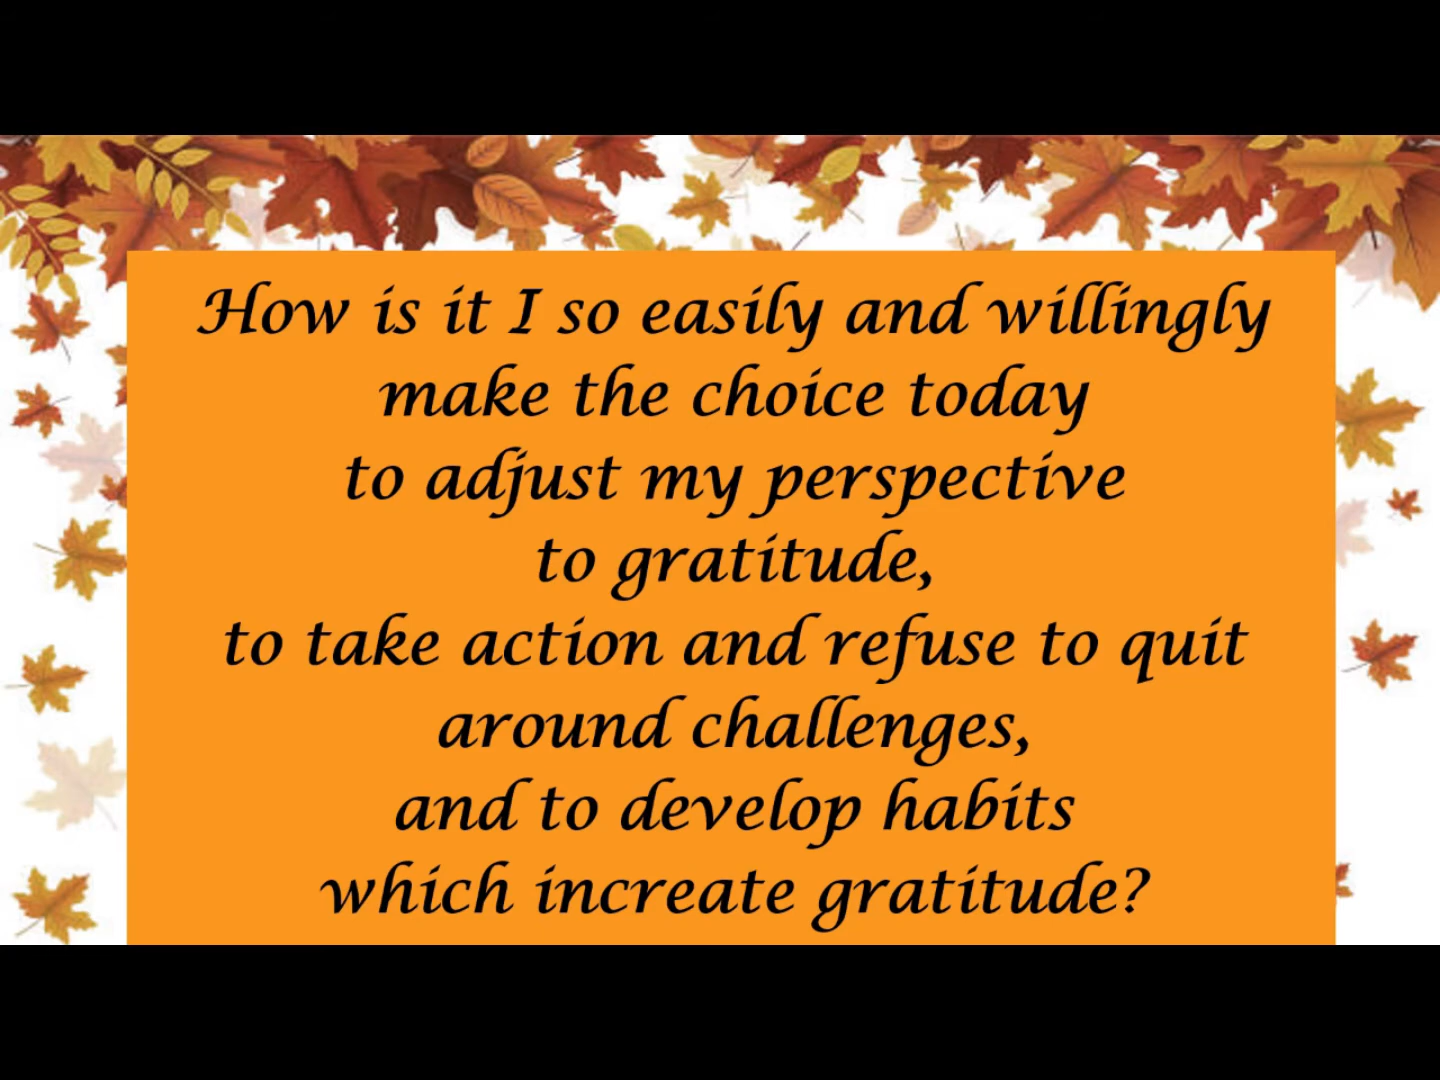 How is it I so easily and willingly
make the choice today
to adjust my perspective
to gratitude,
to take action and refuse to quit
around challenges,
and to develop habits
which increate gratitude?